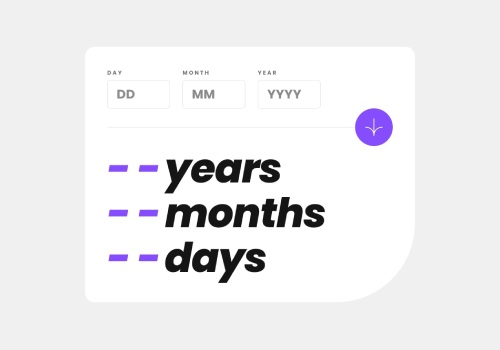 DAY MONTH YEAR
DD MM YYYY
- - years
- - months
- - days